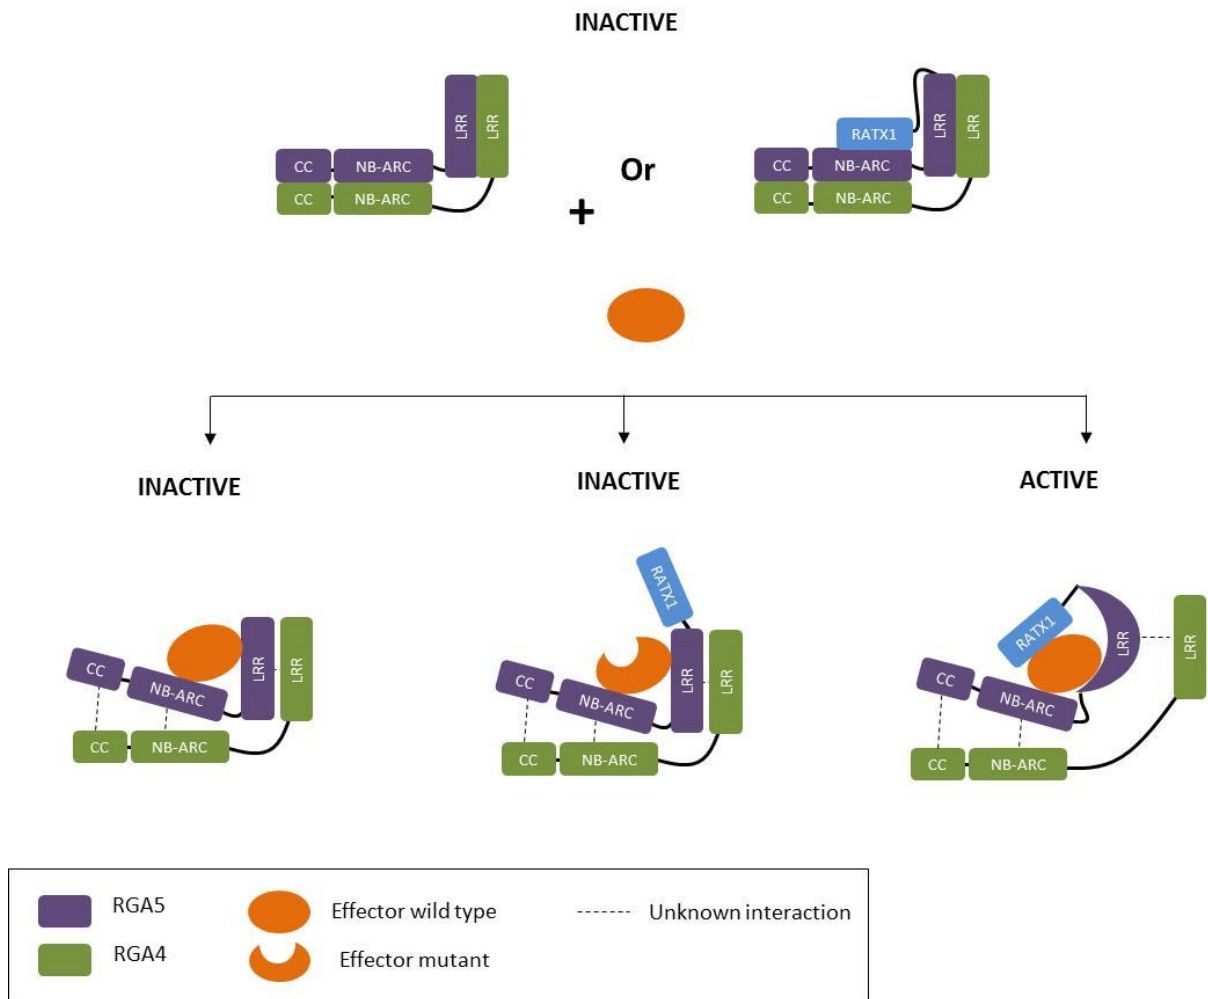 INACTIVE
LRR
LRR
CC
NB-ARC
CC
NB-ARC
+
Or
RATX1
LRR
LRR
CC
NB-ARC
CC
NB-ARC
INACTIVE
INACTIVE
ACTIVE
CC
NB-ARC
LRR
LRR
CC
NB-ARC
RATX1
CC
NB-ARC
LRR
LRR
CC
NB-ARC
RATX1
LRR
LRR
CC
NB-ARC
CC
NB-ARC
RGA5
Effector wild type
Unknown interaction
RGA4
Effector mutant